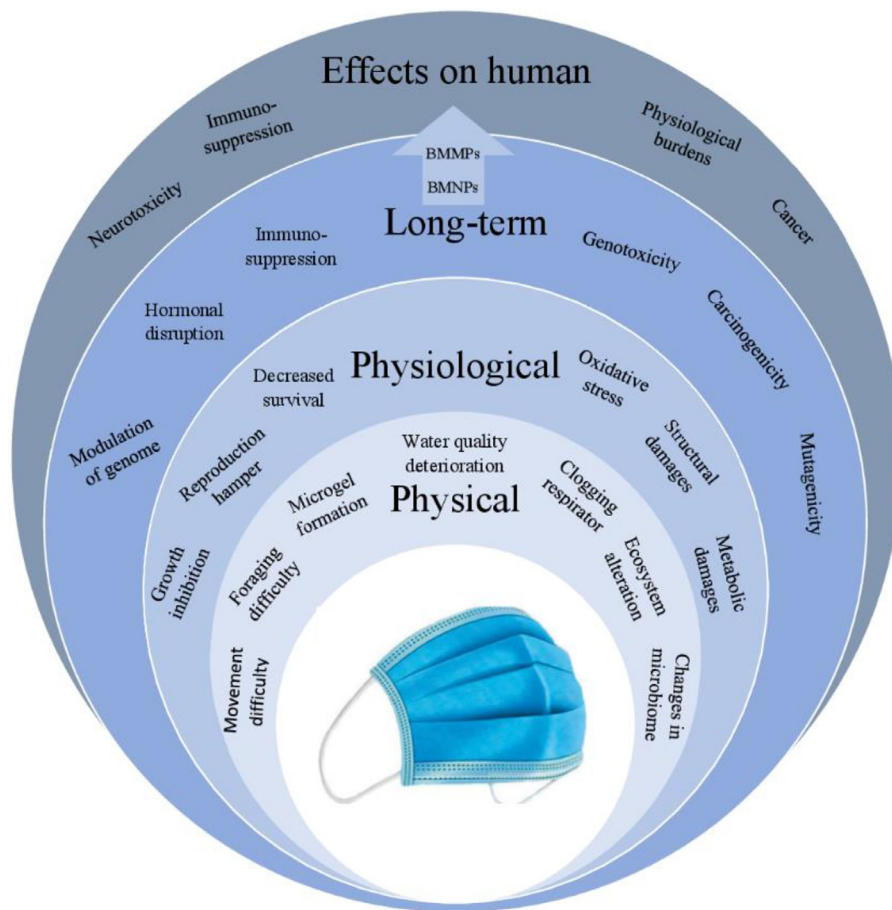 Effects on human
Immuno-
suppression
Neurotoxicity
Physiological
burdens
Cancer
BMMPs
BMNPs
Long-term
Immuno-
suppression
Hormonal
disruption
Modulation
of genome
Genotoxicity
Carcinogenicity
Mutagenicity
Physiological
Decreased
survival
Reproduction
hamper
Growth
inhibition
Oxidative
stress
Structural
damages
Metabolic
damages
Water quality
deterioration
Physical
Microgel
formation
Foraging
difficulty
Movement
difficulty
Clogging
respirator
Ecosystem
alteration
Changes in
microbiome